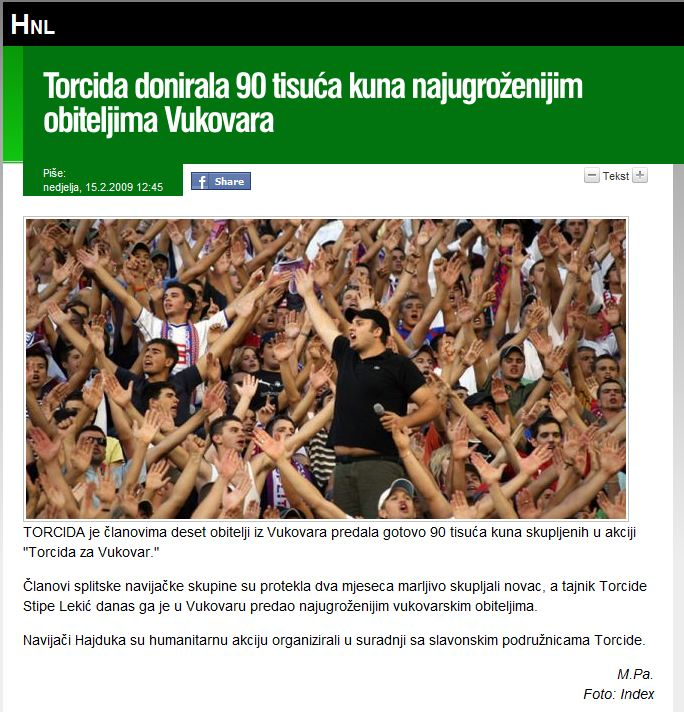 HNL
Torcida donirala 90 tisuća kuna najugroženijim
obiteljima Vukovara
Piše:
nedjelja, 15.2.2009 12:45
f Share
− Tekst +
TORCIDA je članovima deset obitelji iz Vukovara predala gotovo 90 tisuća kuna skupljenih u akciji
"Torcida za Vukovar."
Članovi splitske navijačke skupine su protekla dva mjeseca marljivo skupljali novac, a tajnik Torcide
Stipe Lekić danas ga je u Vukovaru predao najugroženijim vukovarskim obiteljima.
Navijači Hajduka su humanitarnu akciju organizirali u suradnji sa slavonskim podružnicama Torcide.
M.Pa.
Foto: Index